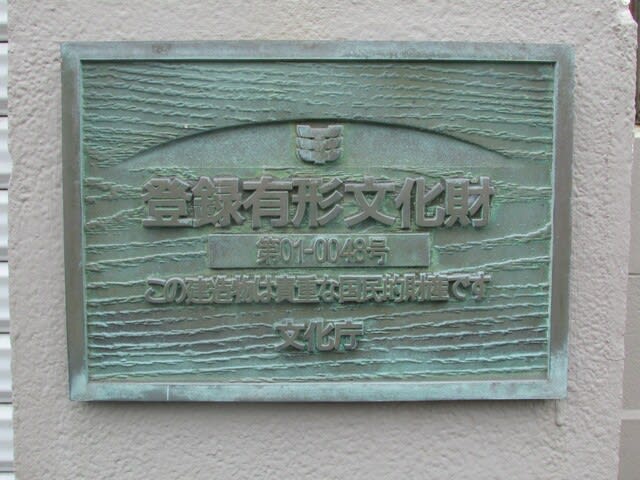 登録有形文化財
第01-0048号
この建造物は貴重な国民的財産です
文化庁